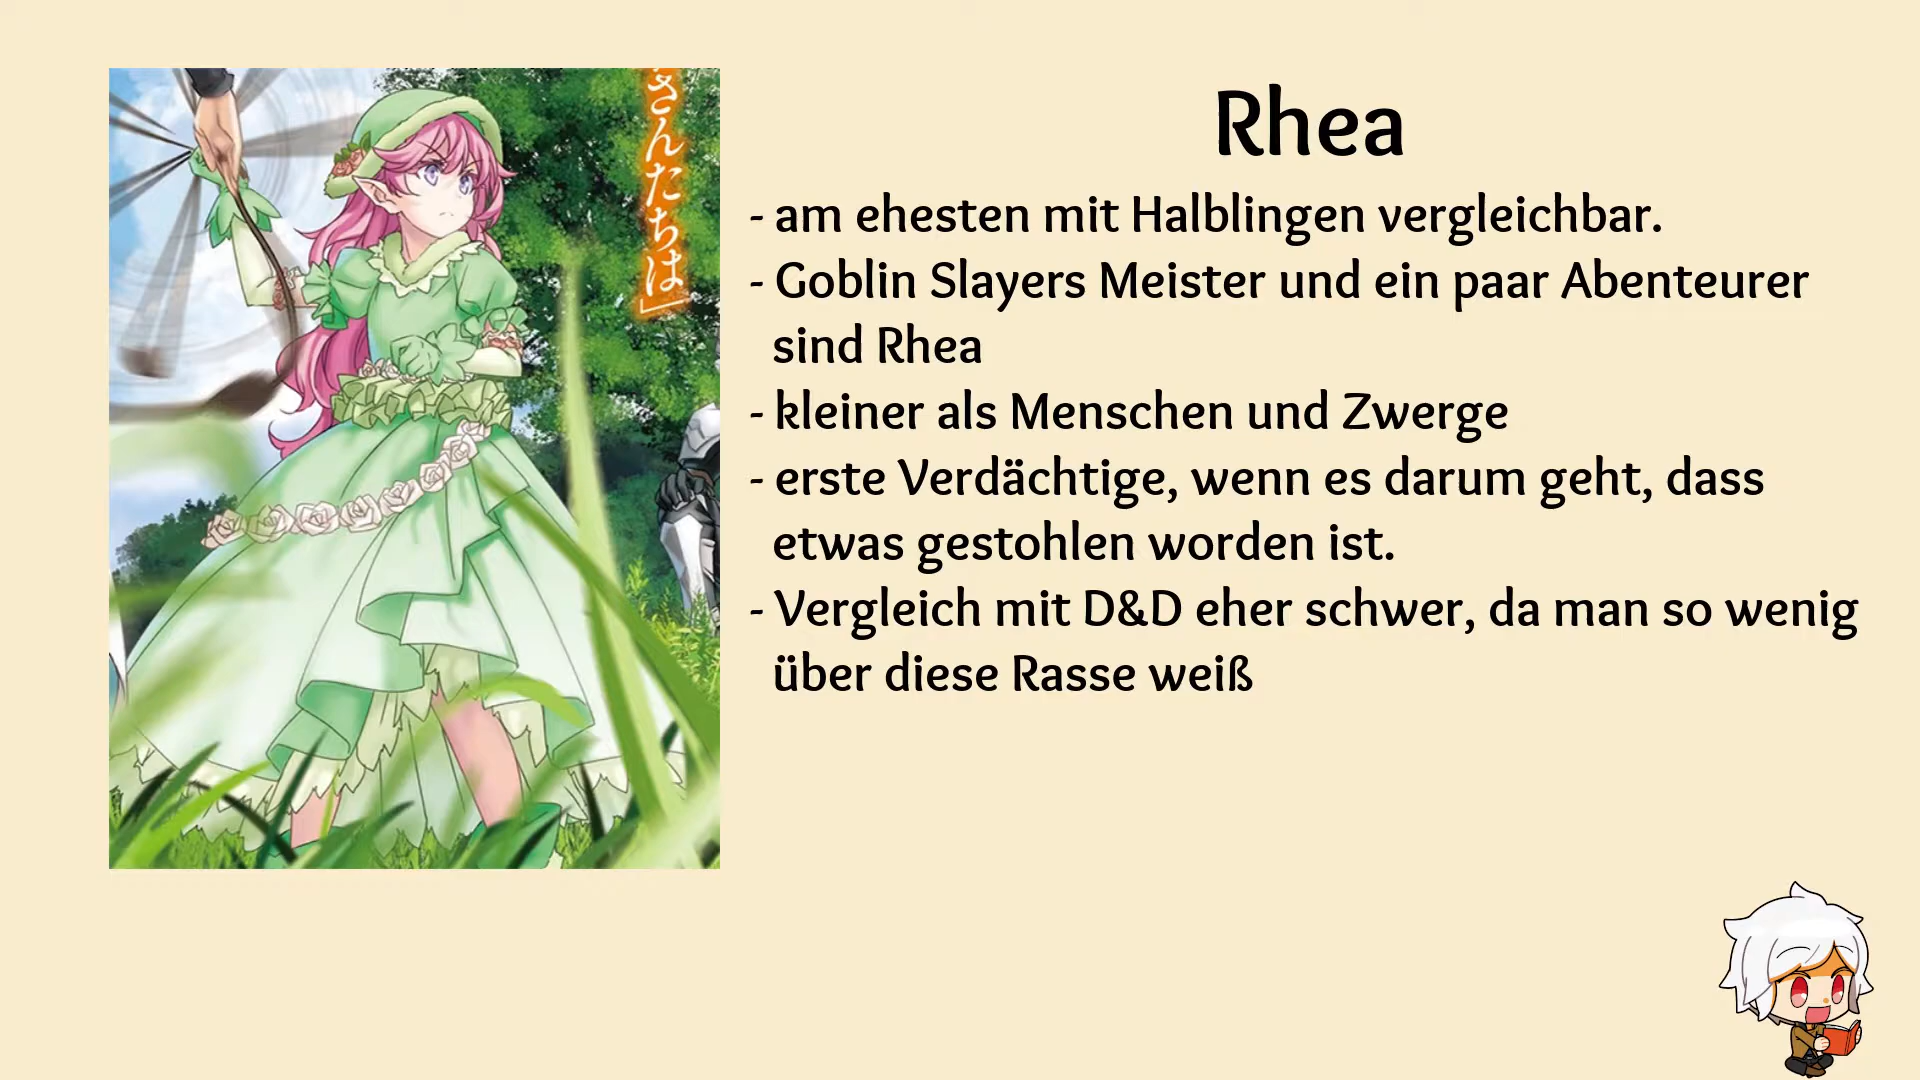 さんたちは」
Rhea
- am ehesten mit Halblingen vergleichbar.
- Goblin Slayers Meister und ein paar Abenteurer
sind Rhea
- kleiner als Menschen und Zwerge
- erste Verdächtige, wenn es darum geht, dass
etwas gestohlen worden ist.
- Vergleich mit D&D eher schwer, da man so wenig
über diese Rasse weiß